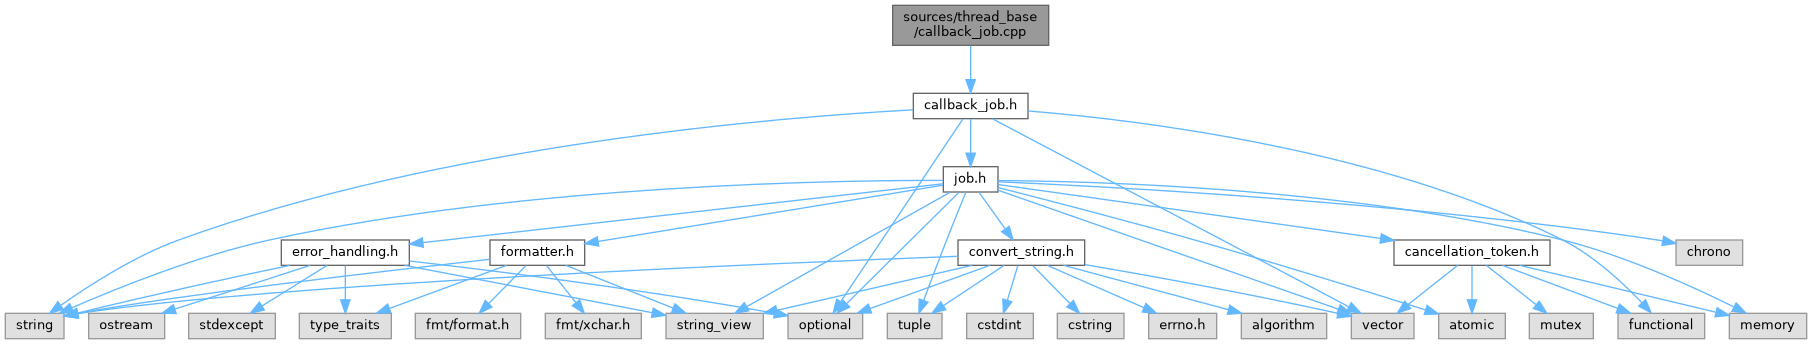 sources/thread_base
/callback_job.cpp
callback_job.h
job.h
error_handling.h
formatter.h
convert_string.h
cancellation_token.h
chrono
string
ostream
stdexcept
type_traits
fmt/format.h
fmt/xchar.h
string_view
optional
tuple
cstdint
cstring
errno.h
algorithm
vector
atomic
mutex
functional
memory